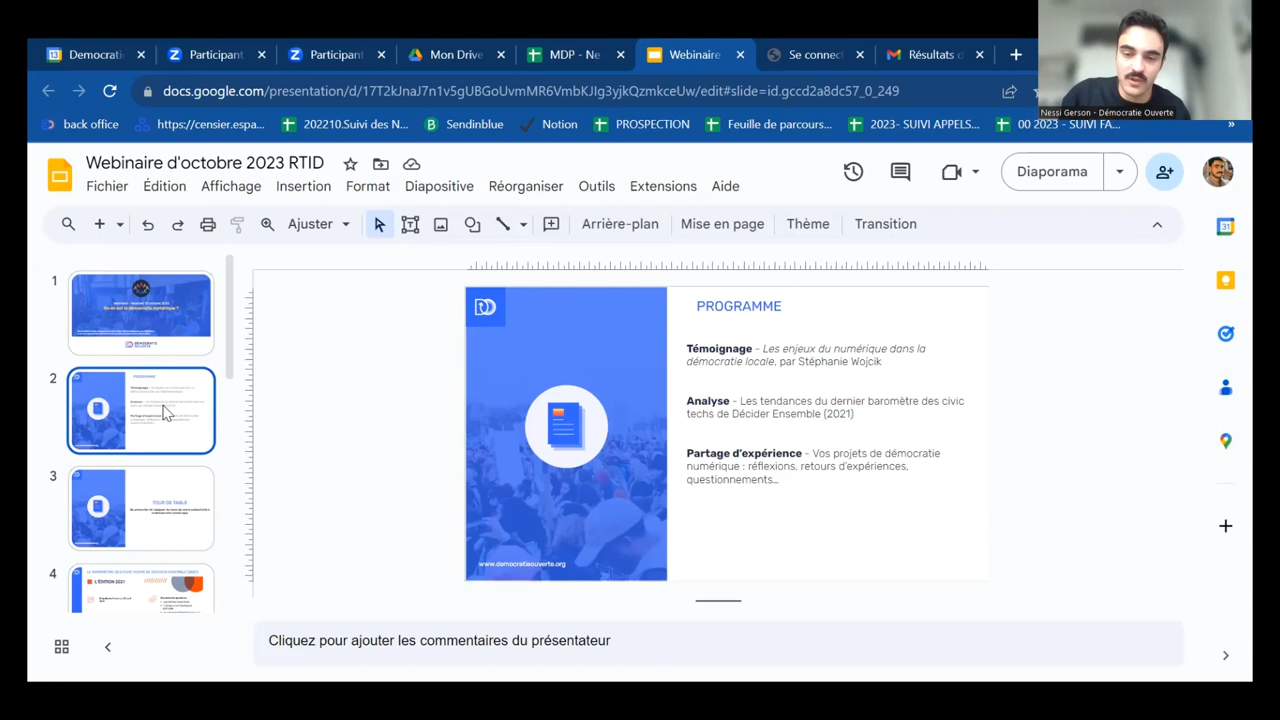 Democrati
Participant
Participant
Mon Drive
MDP - Ne
Webinaire
Se connect
Résultats d
docs.google.com/presentation/d/17T2kJnaJ7n1v5gUBGoUvmMR6VmbKJIg3yjkQzmkceUw/edit#slide=id.gccd2a8dc57_0_249
Nessi Gerson - Démocratie Ouverte
back office
https://censier.espa...
20221025... des N...
Sendinblue
Notion
PROSPECTION
Feuille de parcours...
2023- SUIVI APPELS...
00 2023 - SUIVI FA...
»
Webinaire d'octobre 2023 RTID
Fichier Édition Affichage Insertion Format Diapositive Réorganiser Outils Extensions Aide
Diaporama
Ajuster
Arrière-plan
Mise en page
Thème
Transition
31
1
DEMOCRATIE
OUVERTE
2
PROGRAMME
3
TOUR DE TABLE
4
L'ÉDITION 2021
PROGRAMME
Témoignage - Les enjeux du numérique dans la
démocratie locale, par Stéphanie Wojcik
Analyse - Les tendances du dernier baromètre des civic
techs de Décider Ensemble (2021)
Partage d'expérience - Vos projets de démocratie
numérique : réflexions, retours d'expériences,
questionnements...
www.democratieouverte.org
Cliquez pour ajouter les commentaires du présentateur